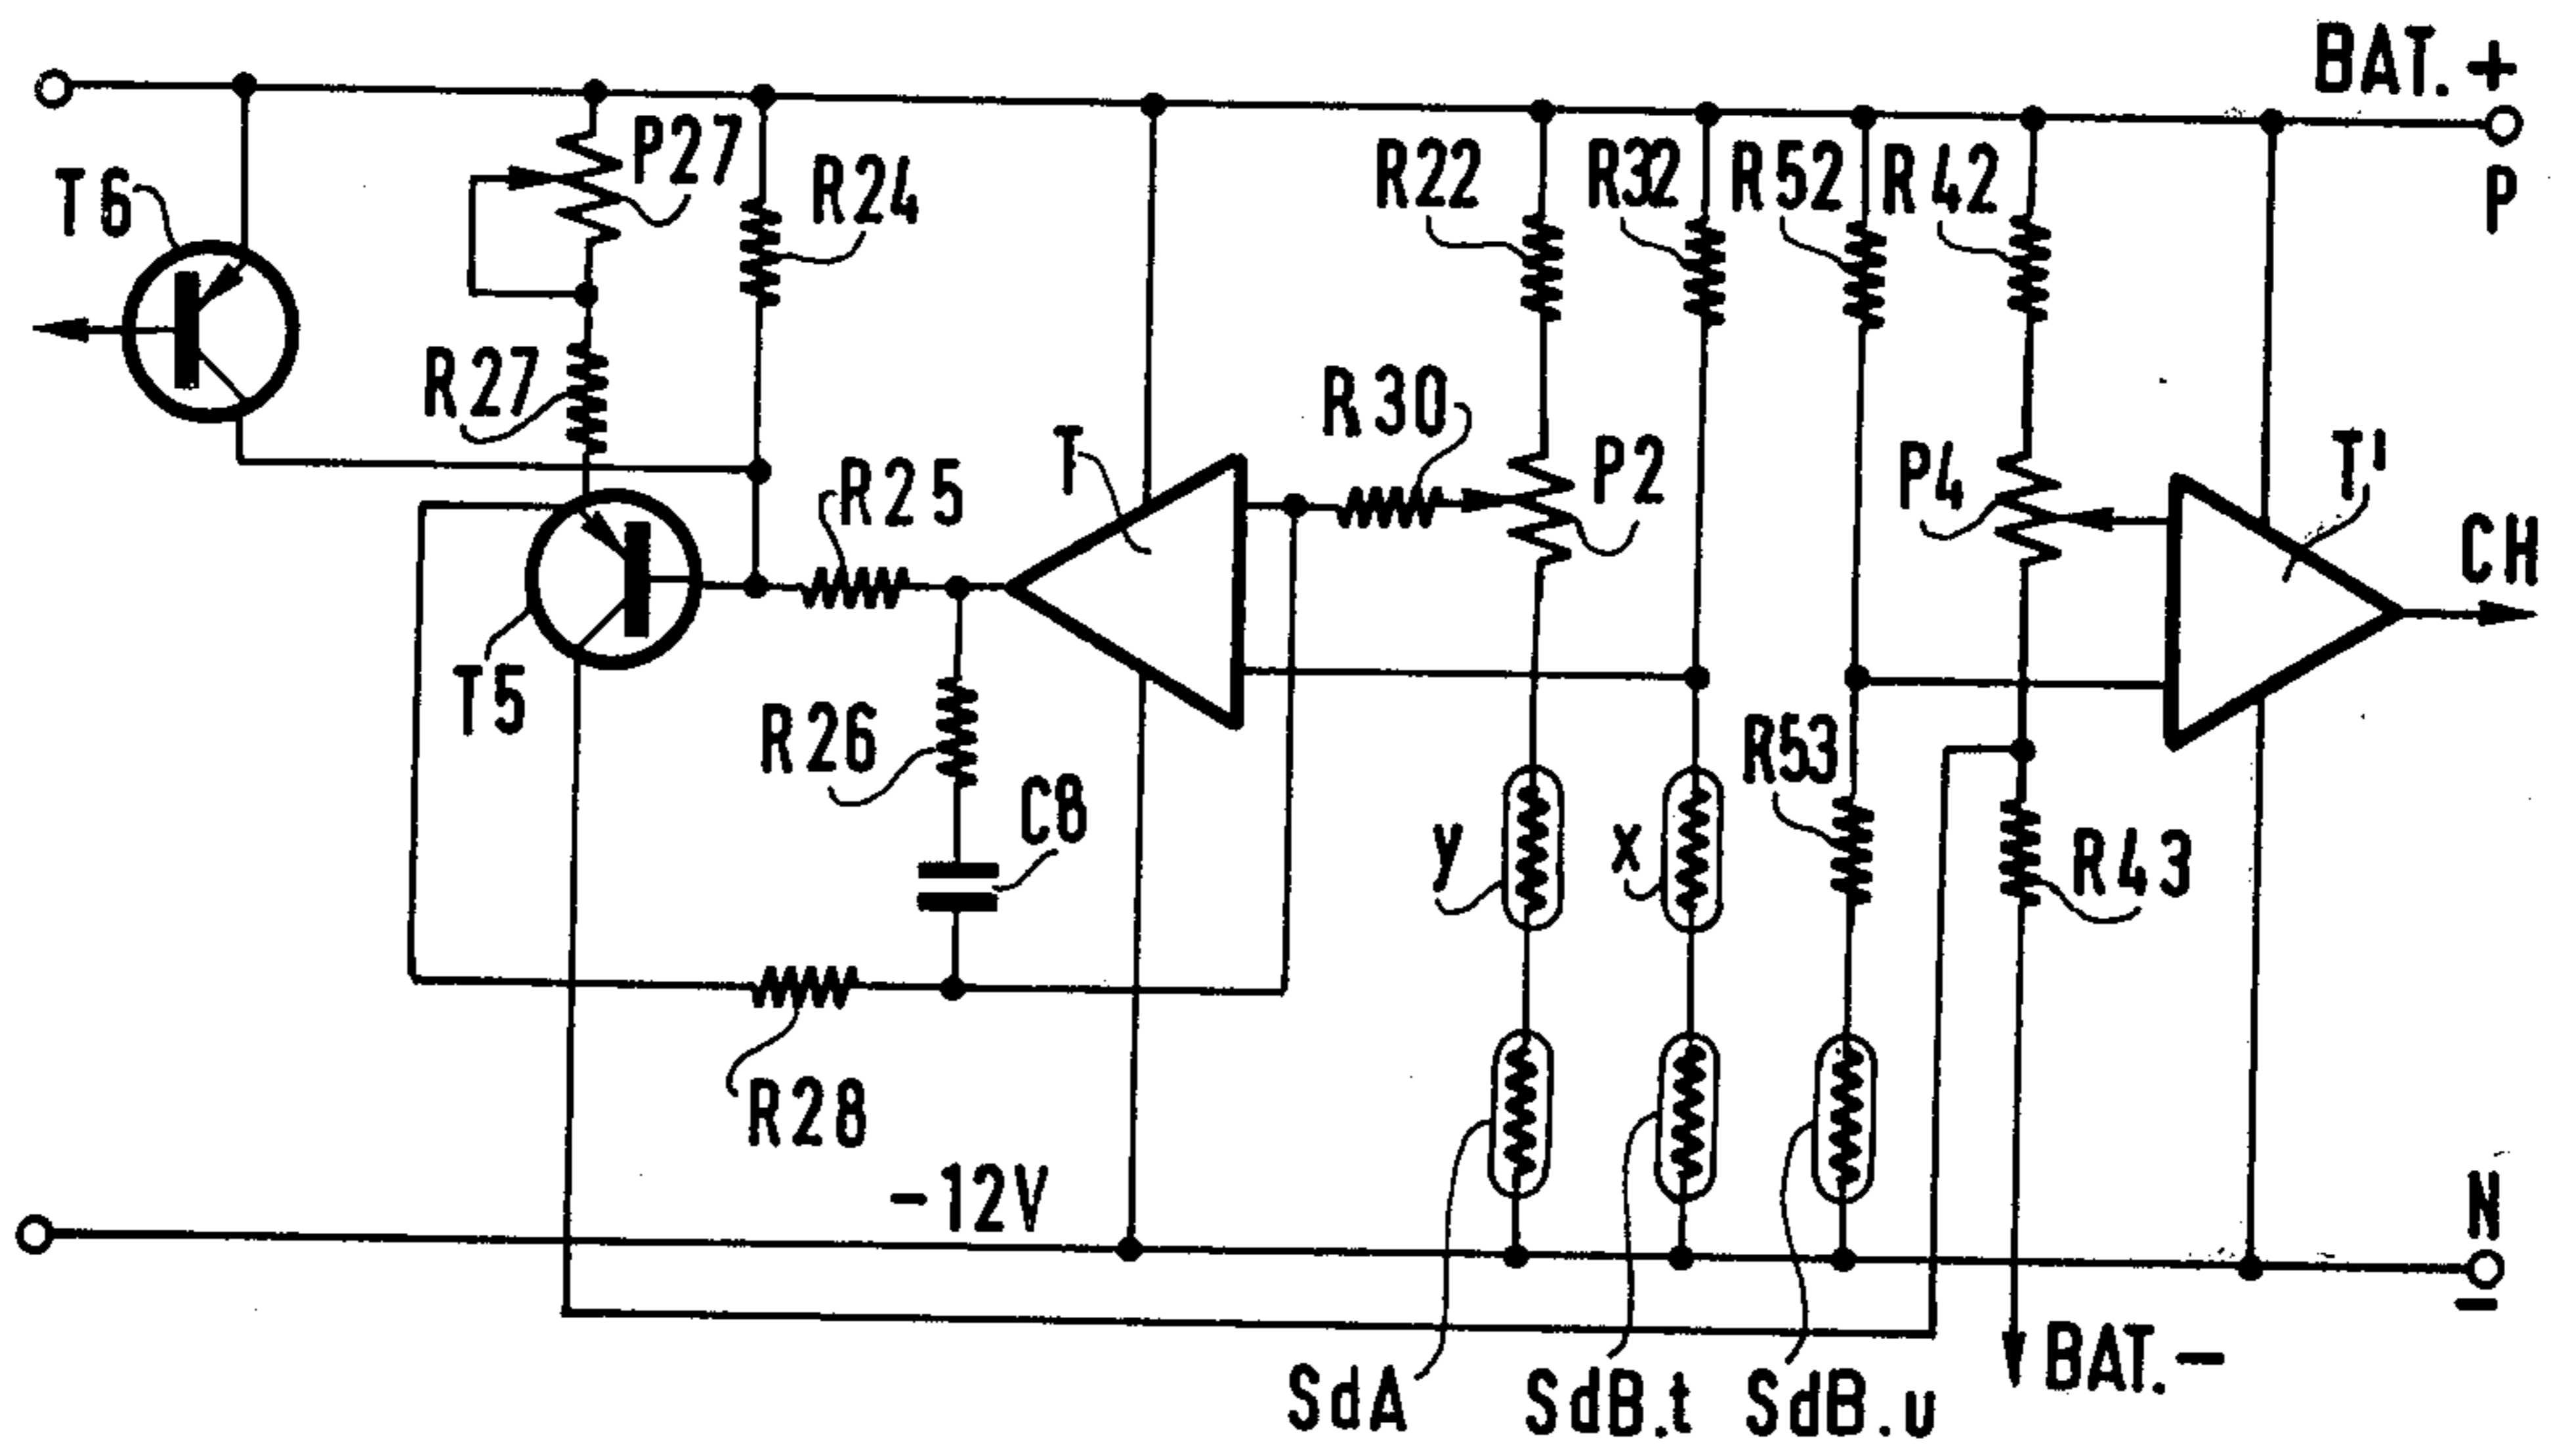 BAT. +
P
T6
P27
R24
R22
R32
R52
R42
R27
R30
T
R25
P2
P4
T'
CH
T5
R26
C8
y
x
R53
R43
R28
-12V
N
-
SdA
SdB.t
SdB.u
BAT. -